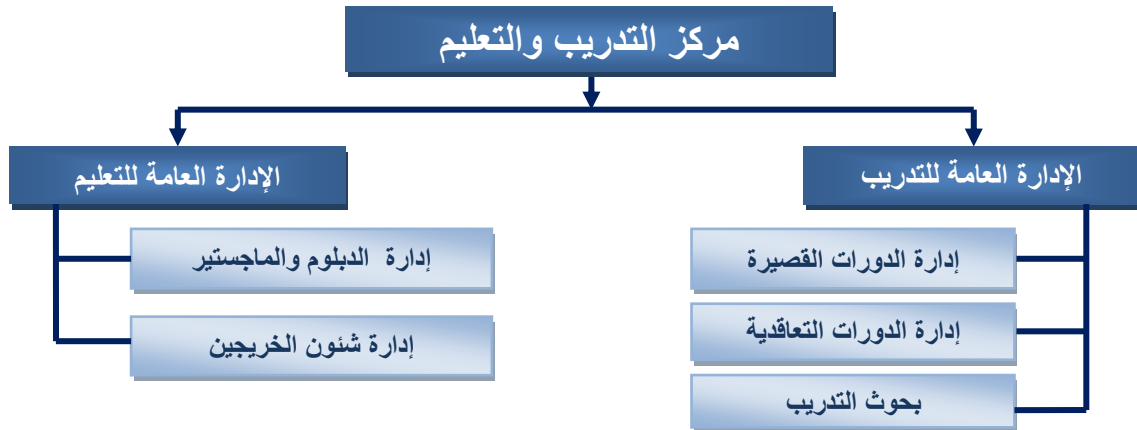 مركز التدريب والتعليم
الإدارة العامة للتدريب
الإدارة العامة للتعليم
إدارة الدورات القصيرة
إدارة الدبلوم والماجستير
إدارة الدورات التعاقدية
إدارة شئون الخريجين
بحوث التدريب